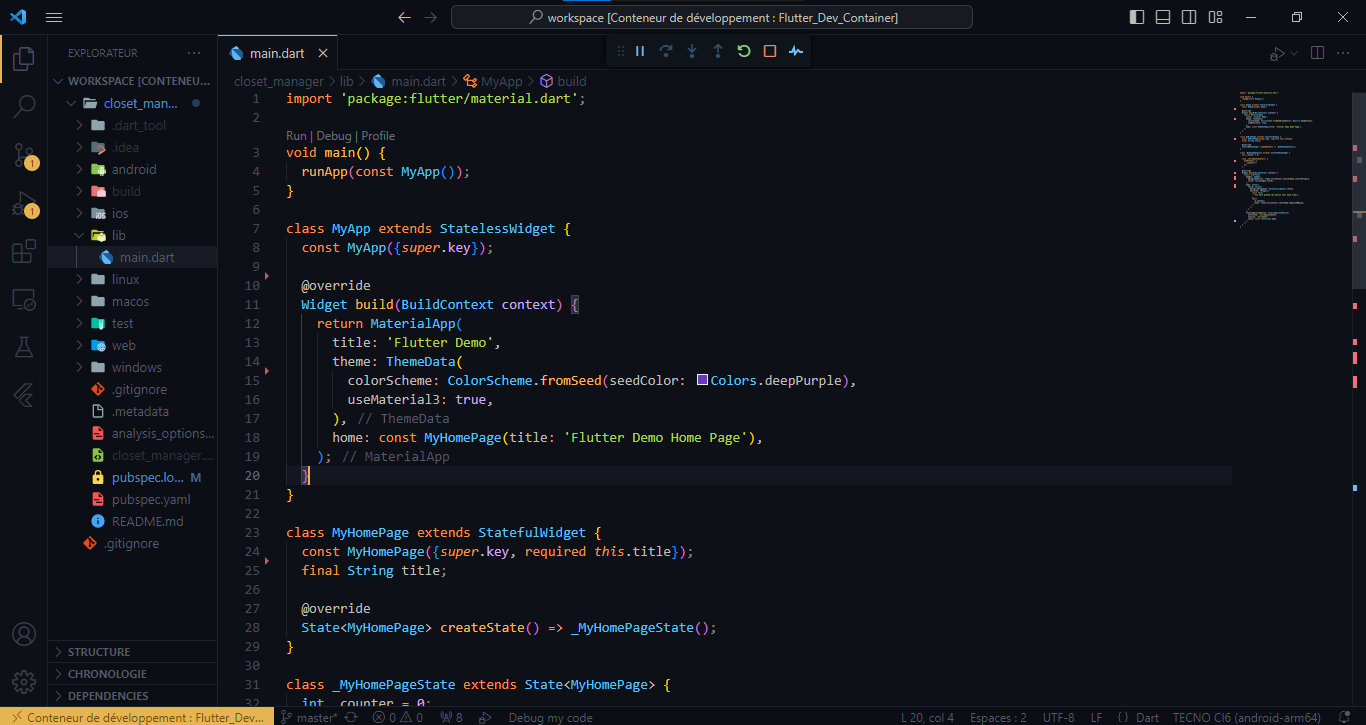 workspace [Conteneur de développement : Flutter_Dev_Container]
EXPLORATEUR
WORKSPACE [CONTENEU...
closet_man...
.dart_tool
.idea
android
build
ios
lib
main.dart
linux
macos
test
web
windows
.gitignore
.metadata
analysis_options...
closet_manager....
pubspec.lo... M
pubspec.yaml
README.md
.gitignore
STRUCTURE
CHRONOLOGIE
DEPENDENCIES
1
1
main.dart
closet_manager > lib > main.dart > MyApp > build
1 import 'package:flutter/material.dart';
2
Run | Debug | Profile
3 void main() {
4 runApp(const MyApp());
5 }
6
7 class MyApp extends StatelessWidget {
8 const MyApp({super.key});
9
10 @override
11 Widget build(BuildContext context) {
12 return MaterialApp(
13 title: 'Flutter Demo',
14 theme: ThemeData(
15 colorScheme: ColorScheme.fromSeed(seedColor: Colors.deepPurple),
16 useMaterial3: true,
17 ), // ThemeData
18 home: const MyHomePage(title: 'Flutter Demo Home Page'),
19 ); // MaterialApp
20 }
21 }
22
23 class MyHomePage extends StatefulWidget {
24 const MyHomePage({super.key, required this.title});
25 final String title;
26
27 @override
28 State<MyHomePage> createState() => _MyHomePageState();
29 }
30
31 class _MyHomePageState extends State<MyHomePage> {
32 int _counter = 0;
Conteneur de développement : Flutter_Dev... master* 0 0 8 Debug my code L 20, col 4 Espaces : 2 UTF-8 LF {} Dart TECNO CI6 (android-arm64)